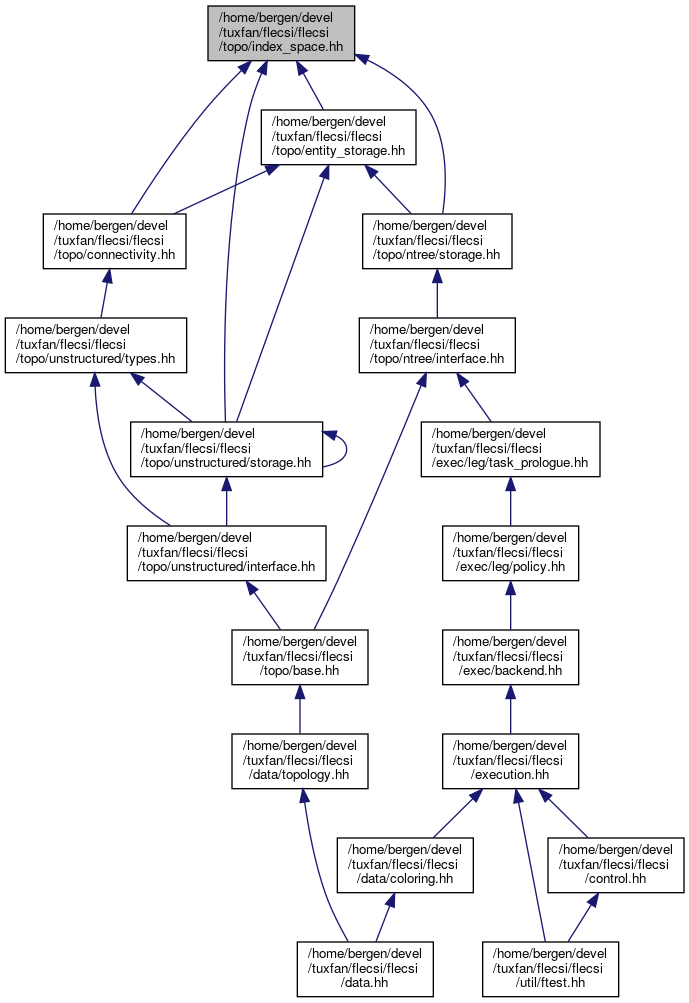 /home/bergen/devel
/tuxfan/flecsi/flecsi
/topo/index_space.hh
/home/bergen/devel
/tuxfan/flecsi/flecsi
/topo/entity_storage.hh
/home/bergen/devel
/tuxfan/flecsi/flecsi
/topo/connectivity.hh
/home/bergen/devel
/tuxfan/flecsi/flecsi
/topo/ntree/storage.hh
/home/bergen/devel
/tuxfan/flecsi/flecsi
/topo/unstructured/types.hh
/home/bergen/devel
/tuxfan/flecsi/flecsi
/topo/ntree/interface.hh
/home/bergen/devel
/tuxfan/flecsi/flecsi
/topo/unstructured/storage.hh
/home/bergen/devel
/tuxfan/flecsi/flecsi
/exec/leg/task_prologue.hh
/home/bergen/devel
/tuxfan/flecsi/flecsi
/topo/unstructured/interface.hh
/home/bergen/devel
/tuxfan/flecsi/flecsi
/exec/leg/policy.hh
/home/bergen/devel
/tuxfan/flecsi/flecsi
/topo/base.hh
/home/bergen/devel
/tuxfan/flecsi/flecsi
/exec/backend.hh
/home/bergen/devel
/tuxfan/flecsi/flecsi
/data/topology.hh
/home/bergen/devel
/tuxfan/flecsi/flecsi
/execution.hh
/home/bergen/devel
/tuxfan/flecsi/flecsi
/data/coloring.hh
/home/bergen/devel
/tuxfan/flecsi/flecsi
/control.hh
/home/bergen/devel
/tuxfan/flecsi/flecsi
/data.hh
/home/bergen/devel
/tuxfan/flecsi/flecsi
/util/ftest.hh